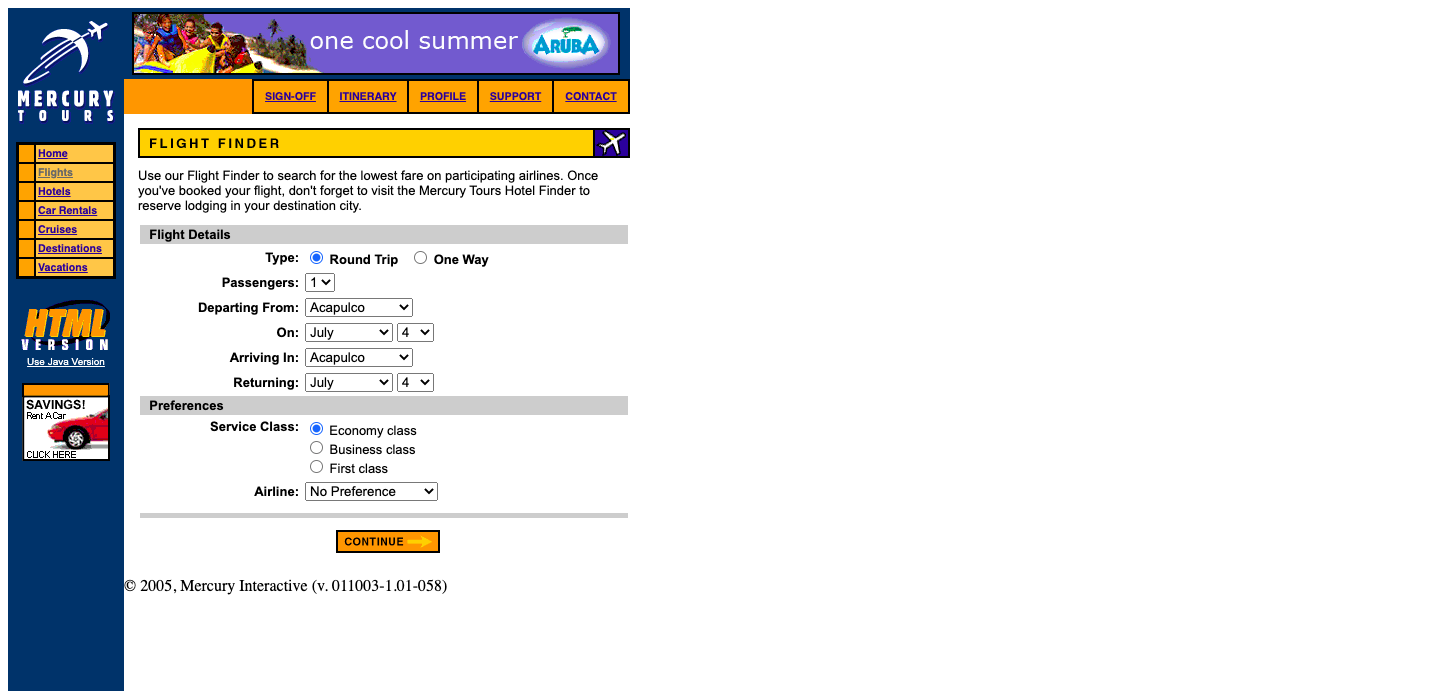 one cool summer ARUBA
MERCURY
TOURS
SIGN-OFF ITINERARY PROFILE SUPPORT CONTACT
FLIGHT FINDER
Home
Flights
Hotels
Car Rentals
Cruises
Destinations
Vacations
HTML
VERSION
Use Java Version
SAVINGS!
Rent A Car
CLICK HERE
Use our Flight Finder to search for the lowest fare on participating airlines. Once
you've booked your flight, don't forget to visit the Mercury Tours Hotel Finder to
reserve lodging in your destination city.
Flight Details
Type: Round Trip One Way
Passengers: 1
Departing From: Acapulco
On: July 4
Arriving In: Acapulco
Returning: July 4
Preferences
Service Class: Economy class
Business class
First class
Airline: No Preference
CONTINUE
© 2005, Mercury Interactive (v. 011003-1.01-058)